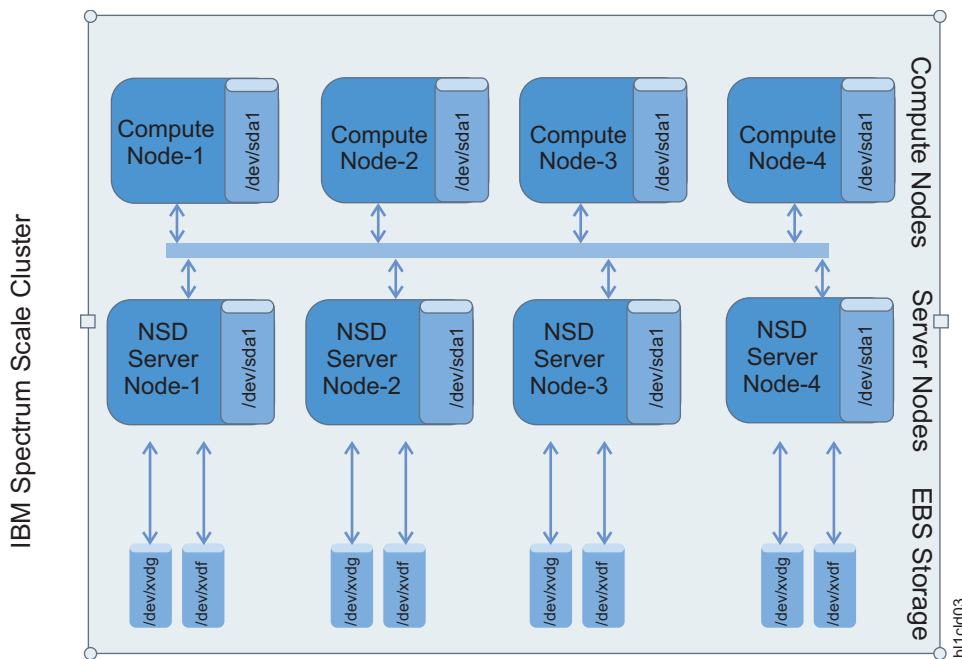 IBM Spectrum Scale Cluster
Compute
Node-1
/dev/sda1
Compute
Node-2
/dev/sda1
Compute
Node-3
/dev/sda1
Compute
Node-4
/dev/sda1
Compute Nodes
NSD
Server
Node-1
/dev/sda1
NSD
Server
Node-2
/dev/sda1
NSD
Server
Node-3
/dev/sda1
NSD
Server
Node-4
/dev/sda1
Server Nodes
/dev/xvdg
/dev/xvdf
/dev/xvdg
/dev/xvdf
/dev/xvdg
/dev/xvdf
/dev/xvdg
/dev/xvdf
EBS Storage
bl1cld03